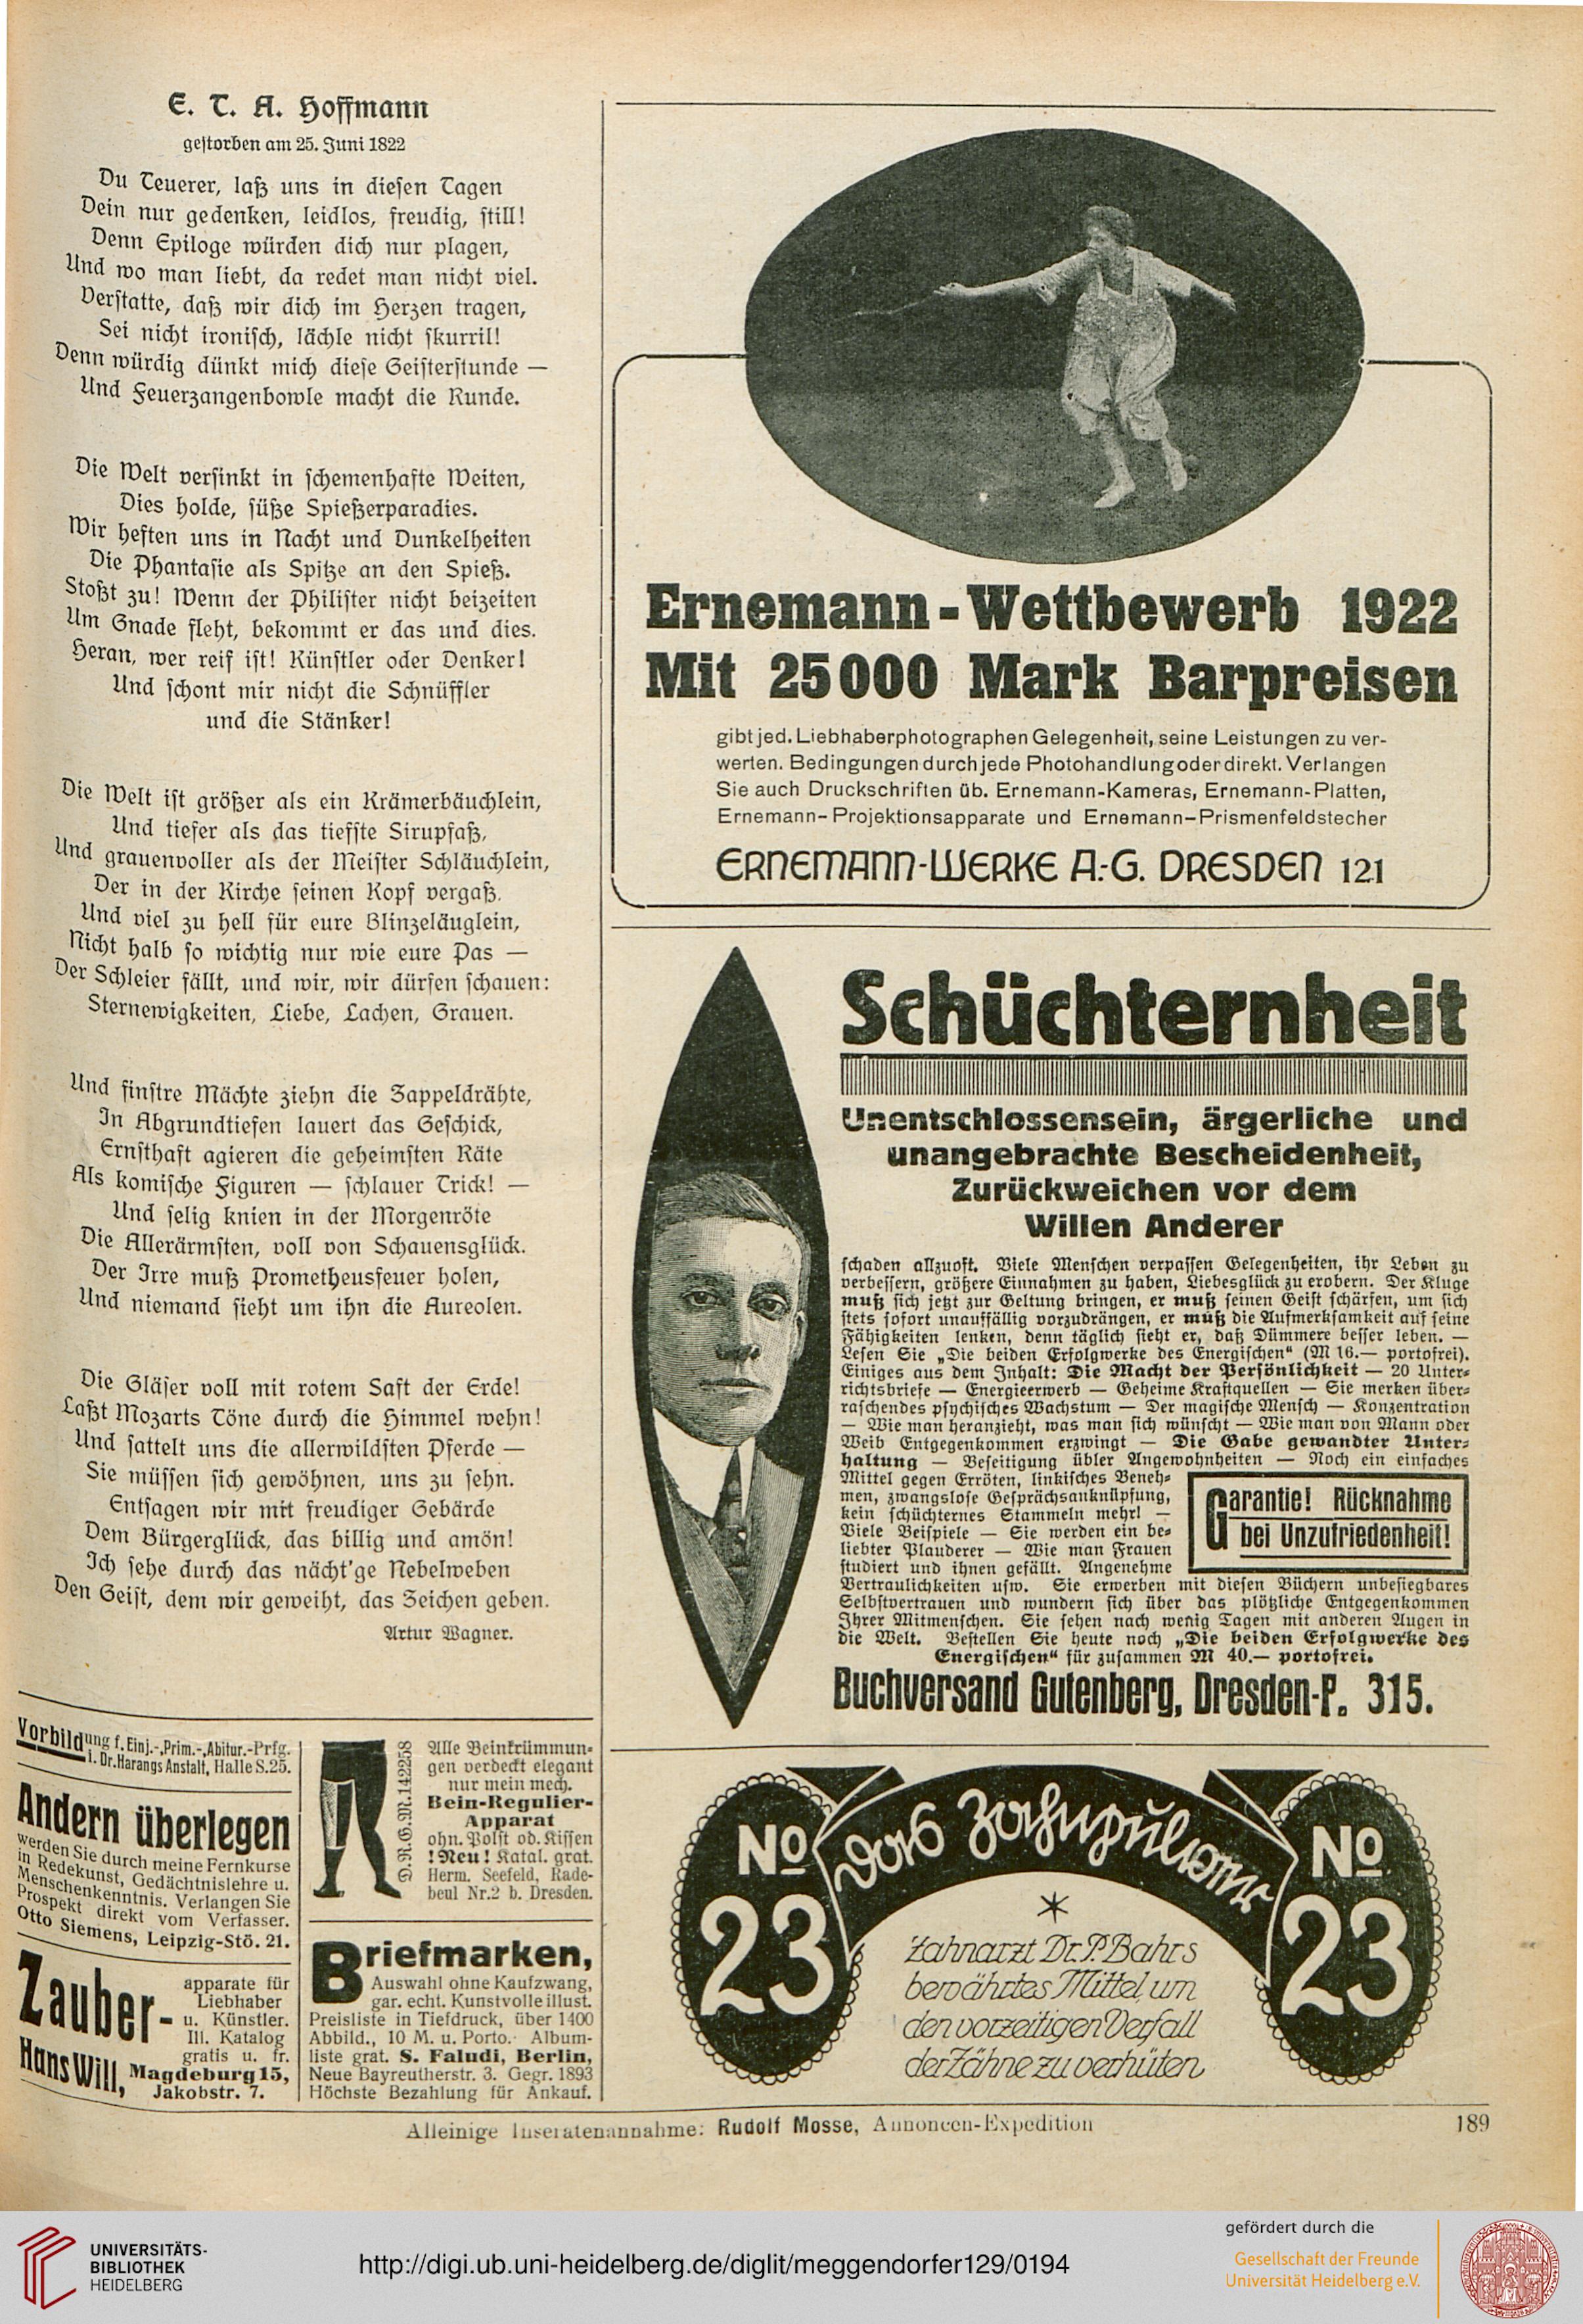 E. T. A. Hoffmann
gestorben am 25. Juni 1822
Du Teuerer, laß uns in diesen Tagen
Dein nur gedenken, leidlos, freudig, still!
Denn Epiloge würden dich nur plagen,
Und wo man liebt, da redet man nicht viel.
Verstatte, daß wir dich im Herzen tragen,
Sei nicht ironisch, lächle nicht skurril!
Denn würdig dünkt mich diese Geisterstunde —
Und Feuerzangenbowle macht die Runde.
Die Welt versinkt in schemenhafte Weiten,
Dies holde, süße Spießerparadies.
Wir heften uns in Nacht und Dunkelheiten
Die Phantasie als Spitze an den Spieß.
Stoßt zu! Wenn der Philister nicht beizeiten
Um Gnade fleht, bekommt er das und dies.
Heran, wer reif ist! Künstler oder Denker!
Und schont mir nicht die Schnüffler
und die Stänker!
Die Welt ist größer als ein Krämerbäuchlein,
Und tiefer als das tiefste Sirupfaß,
Und grauenvoller als der Meister Schläuchlein,
Der in der Kirche seinen Kopf vergaß.
Und viel zu hell für eure Blinzeläuglein,
Nicht halb so wichtig nur wie eure Pas —
Der Schleier fällt, und wir, wir dürfen schauen:
Sternewigkeiten, Liebe, Lachen, Grauen.
Und finstre Mächte ziehn die Zappeldrähte,
In Abgrundtiefen lauert das Geschick,
Ernsthaft agieren die geheimsten Räte
Als komische Figuren — schlauer Trick! —
Und selig knien in der Morgenröte
Die Allerärmsten, voll von Schauensglück.
Der Irre muß Prometheusfeuer holen,
Und niemand sieht um ihn die Aureolen.
Die Gläser voll mit rotem Saft der Erde!
Laßt Mozarts Töne durch die Himmel wehn!
Und sattelt uns die allerwildsten Pferde —
Sie müssen sich gewöhnen, uns zu sehn.
Entsagen wir mit freudiger Gebärde
Dem Bürgerglück, das billig und amön!
Ich sehe durch das nächt'ge Nebelweben
Den Geist, dem wir geweiht, das Zeichen geben.
Artur Wagner.
Vorbildung f. Einj.-,Prim.-,Abitur.-Prfg.
i. Dr. Harangs Anstalt, Halle S.25.
Andern überlegen
werden Sie durch meine Fernkurse
in Redekunst, Gedächtnislehre u.
Menschenkenntnis. Verlangen Sie
Prospekt direkt vom Verfasser.
Otto Siemens, Leipzig-Stö. 21.
Zauber-
apparate für
Liebhaber
u. Künstler.
Ill. Katalog
gratis u. fr.
Hans Will, Magdeburg 15,
Jakobstr. 7.
D.R.G.M. 142258
Alle Beinkrümmun-
gen verdeckt elegant
nur mein mech.
Bein-Regulier-
Apparat
ohn. Polst od. Kissen
!Neu! Katal. grat.
Herm. Seefeld, Rade-
beul Nr.2 b. Dresden.
Briefmarken,
Auswahl ohne Kaufzwang,
gar. echt. Kunstvolle illust.
Preisliste in Tiefdruck, über 1400
Abbild., 10 M. u. Porto. Album-
liste grat. S. Faludi, Berlin,
Neue Bayreutherstr. 3. Gegr. 1893
Höchste Bezahlung für Ankauf.
Ernemann-Wettbewerb 1922
Mit 25000 Mark Barpreisen
gibt jed. Liebhaberphotographen Gelegenheit, seine Leistungen zu ver-
werten. Bedingungen durch jede Photohandlung oder direkt. Verlangen
Sie auch Druckschriften üb. Ernemann-Kameras, Ernemann-Platten,
Ernemann-Projektionsapparate und Ernemann-Prismenfeldstecher
ERNEMANN-WERKE A.-G. DRESDEN 121
Schüchternheit
Unentschlossensein, ärgerliche und
unangebrachte Bescheidenheit,
Zurückweichen vor dem
Willen Anderer
schaden allzuoft. Viele Menschen verpassen Gelegenheiten, ihr Leben zu
verbessern, größere Einnahmen zu haben, Liebesglück zu erobern. Der Kluge
muß sich jetzt zur Geltung bringen, er muß seinen Geist schärfen, um sich
stets sofort unauffällig vorzudrängen, er muß die Aufmerksamkeit auf seine
Fähigkeiten lenken, denn täglich sieht er, daß Dümmere besser leben. —
Lesen Sie „Die beiden Erfolgwerke des Energischen“ (M 16.— portofrei).
Einiges aus dem Inhalt: Die Macht der Persönlichkeit — 20 Unter-
richtsbriefe — Energieerwerb — Geheime Kraftquellen — Sie merken über-
raschendes psychisches Wachstum — Der magische Mensch — Konzentration
— Wie man heranzieht, was man sich wünscht — Wie man von Mann oder
Weib Entgegenkommen erzwingt — Die Gabe gewandter Unter-
haltung — Beseitigung übler Angewohnheiten — Noch ein einfaches
Mittel gegen Erröten, linkisches Beneh-
men, zwangslose Gesprächsanknüpfung,
kein schüchternes Stammeln mehr! —
Viele Beispiele — Sie werden ein be-
liebter Plauderer — Wie man Frauen
studiert und ihnen gefällt. Angenehme
Garantie! Rücknahme
bei Unzufriedenheit!
Vertraulichkeiten usw. Sie erwerben mit diesen Büchern unbesiegbares
Selbstvertrauen und wundern sich über das plötzliche Entgegenkommen
Ihrer Mitmenschen. Sie sehen nach wenig Tagen mit anderen Augen in
die Welt. Bestellen Sie heute noch „Die beiden Erfolgwerke des
Energischen“ für zusammen M 40.— portofrei.
Buchversand Gutenberg, Dresden-P. 315.
No 23
Das Zahnpulver
No 23
Zahnarzt Dr. P. Bahrs
bewährtes Mittel, um
den vorzeitigen Verfall
der Zähne zu verhüten
Alleinige Inseratenannahme: Rudolf Mosse, Annoncen-Expedition
189
UNIVERSITÄTS-
BIBLIOTHEK
HEIDELBERG
http://digi.ub.uni-heidelberg.de/diglit/meggendorfer129/0194
gefördert durch die
Gesellschaft der Freunde
Universität Heidelberg e.V.